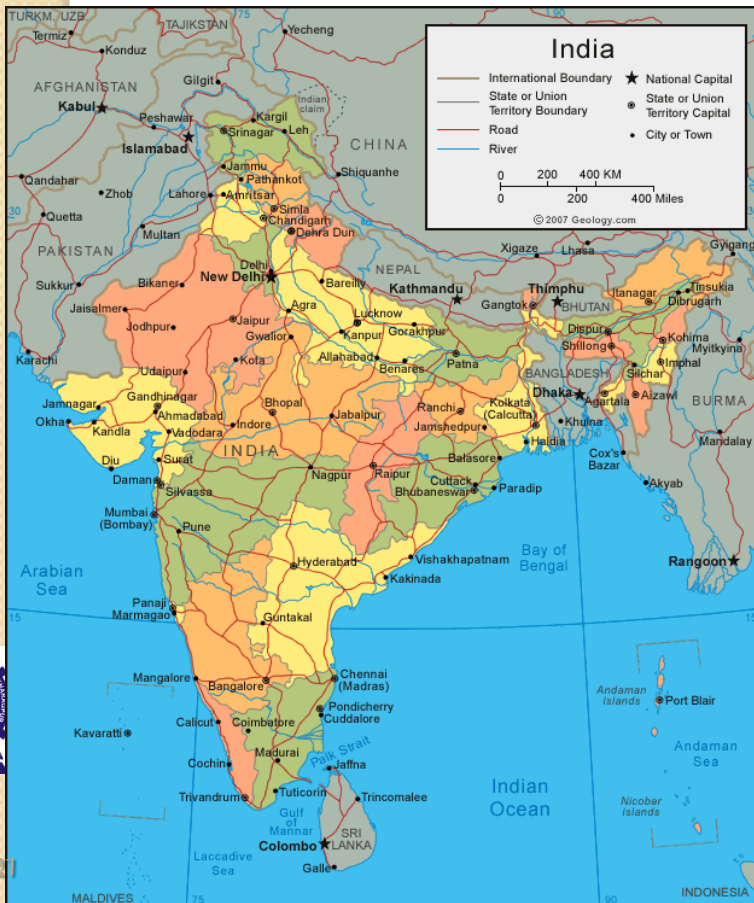 TURKM.
UZB.
TAJIKISTAN
75
90
Yecheng
Termiz
Konduz
India
Gilgit
AFGHANISTAN
Indian
claim
International Boundary
National Capital
State or Union
Territory Boundary
State or Union
Territory Capital
Road
City or Town
River
0 200 400 KM
0 200 400 Miles
© 2007 Geology.com
Kabul
Peshawar
Kargil
Srinagar
Leh
CHINA
Islamabad
Jammu
Shiquanhe
Qandahar
Pathankot
Zhob
Lahore
Amritsar
30
Simla
Quetta
Chandigarh
Multan
Dehra Dun
Xigaze
Lhasa
Gyigang
PAKISTAN
Delhi
New Delhi
NEPAL
Sukkur
Bikaner
Bareilly
Kathmandu
Thimphu
Itanagar
Tinsukia
Jaisalmer
Agra
Gangtok
BHUTAN
Dibrugarh
Jodhpur
Jaipur
Lucknow
Gorakhpur
Dispur
Gwalior
Kanpur
Shillong
Kohima
Karachi
Kota
Allahabad
Patna
Imphal
Myitkyina
Udaipur
Benares
BANGLADESH
Silchar
Jamnagar
Gandhinagar
Bhopal
Ranchi
Kolkata
(Calcutta)
Dhaka
Agartala
Aizawl
BURMA
Okha
Ahmadabad
Jabalpur
Jamshedpur
Khulna
Kandla
Vadodara
Indore
Mandalay
Diu
Surat
INDIA
Haldia
Cox's
Bazar
Daman
Silvassa
Nagpur
Raipur
Balasore
Cuttack
Bhubaneswar
Paradip
Akyab
Mumbai
(Bombay)
Pune
Arabian
Sea
Hyderabad
Vishakhapatnam
Bay of
Bengal
Rangoon
Kakinada
Panaji
Marmagao
15
Guntakal
15
Mangalore
Bangalore
Chennai
(Madras)
Andaman
Islands
Port Blair
Calicut
Coimbatore
Pondicherry
Cuddalore
Kavaratti
Palk Strait
Andaman
Sea
Madurai
Cochin
Jaffna
Trivandrum
Tuticorin
Trincomalee
Indian
Ocean
Nicobar
Islands
Gulf
of
Mannar
Colombo
SRI
LANKA
Laccadive
Sea
Galle
MALDIVES
75
90
INDONESIA